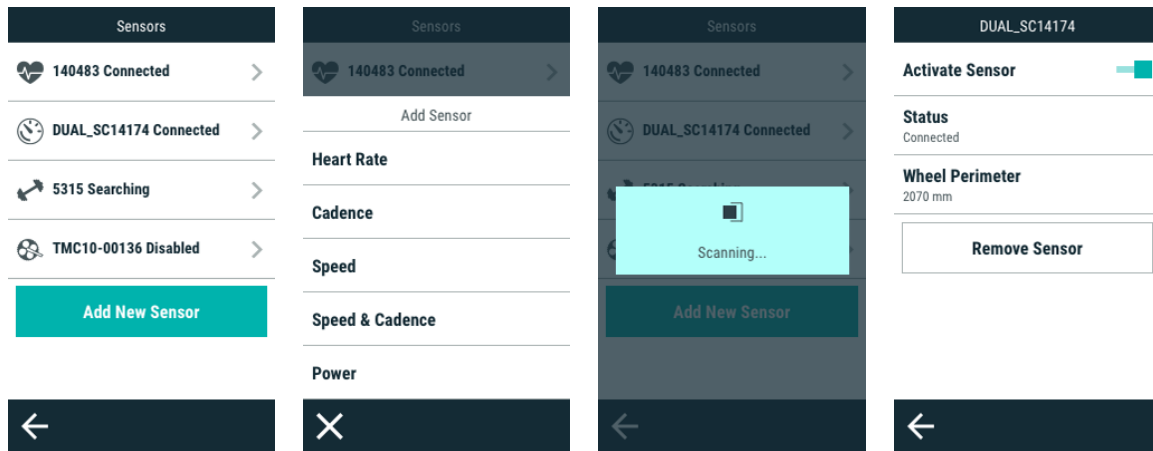 Sensors
140483 Connected
DUAL_SC14174 Connected
5315 Searching
TMC10-00136 Disabled
Add New Sensor
Sensors
140483 Connected
Add Sensor
Heart Rate
Cadence
Speed
Speed & Cadence
Power
Sensors
140483 Connected
DUAL_SC14174 Connected
5315 Searching
Scanning...
Add New Sensor
DUAL_SC14174
Activate Sensor
Status
Connected
Wheel Perimeter
2070 mm
Remove Sensor